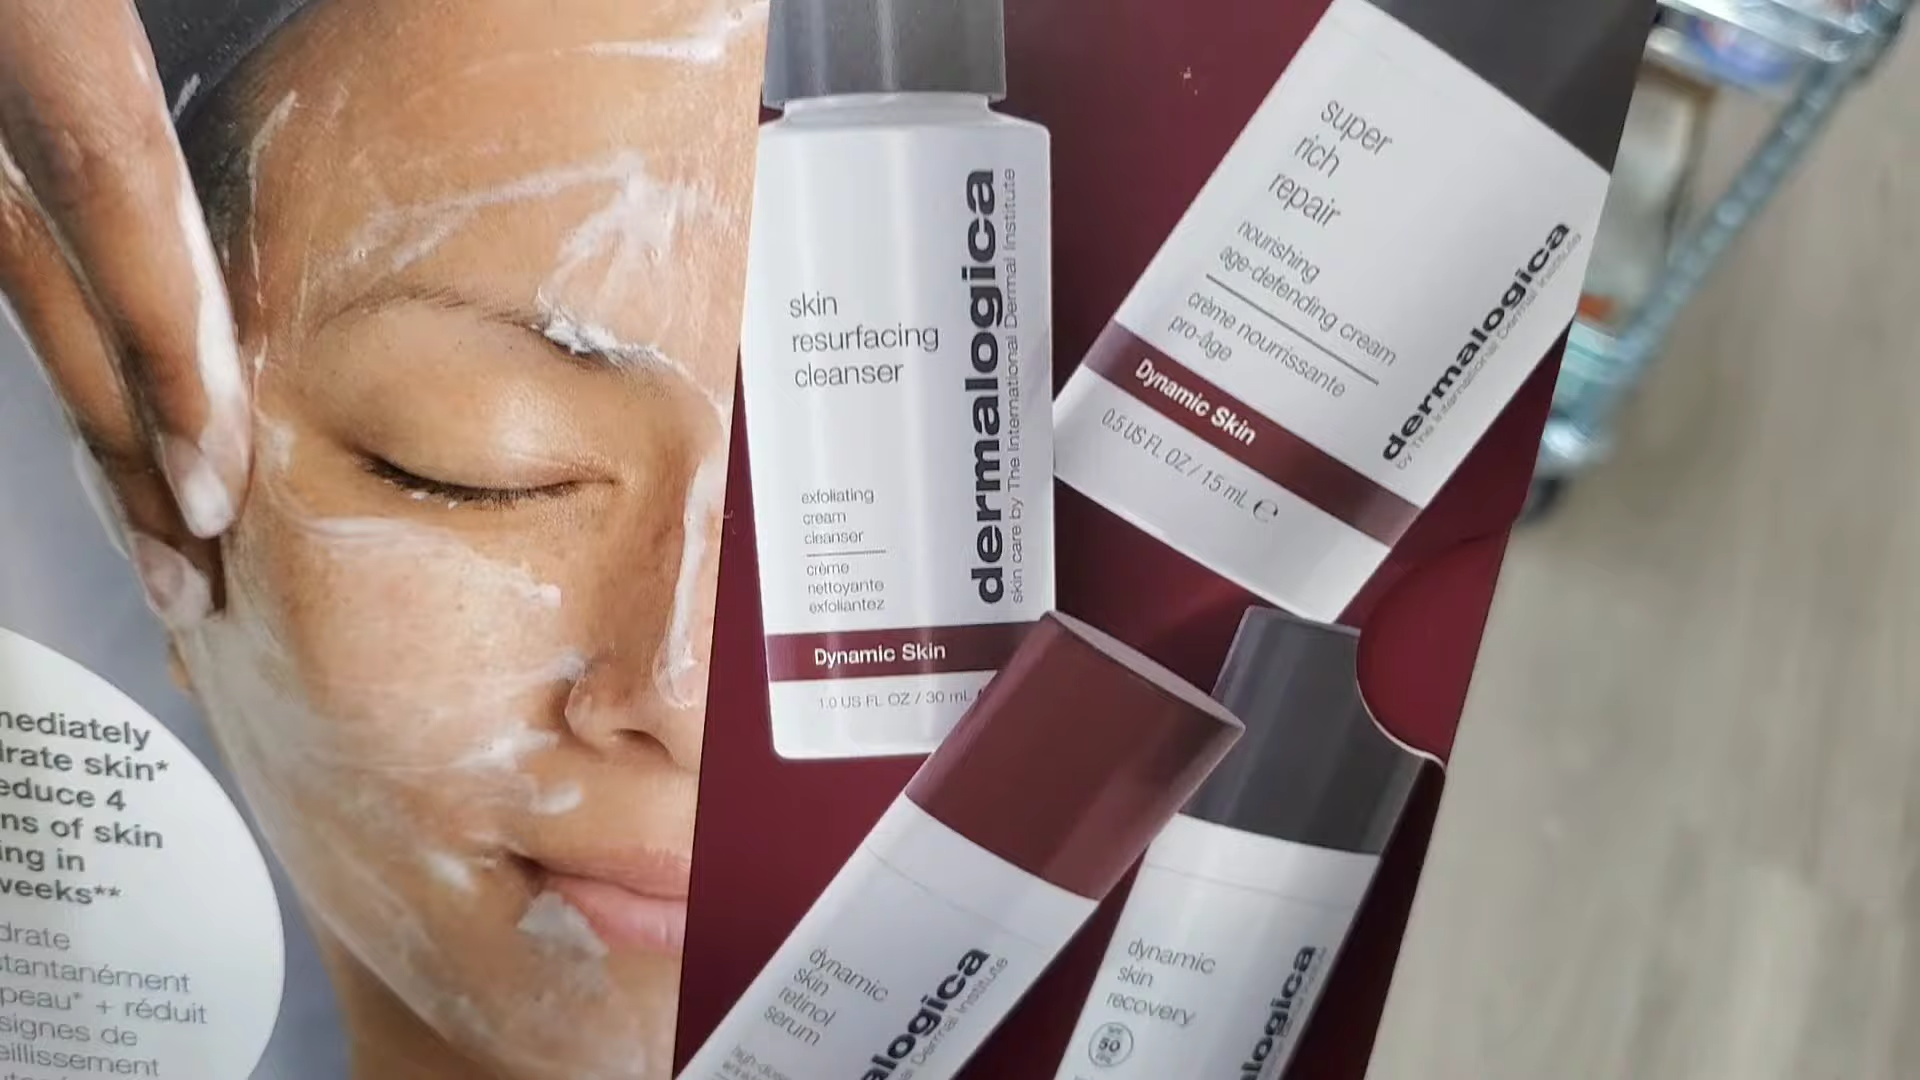 mediately
drate skin*
educe 4
ns of skin
ing in
weeks**
drate
stantanément
peau* + réduit
signes de
eillissement
skin
resurfacing
cleanser
exfoliating
cream
cleanser
crème
nettoyante
exfoliantez
dermalogica
skin care by The International Dermal Institute
Dynamic Skin
1.0 US FL OZ / 30 mL
super
rich
repair
nourishing
age-defending cream
crème nourrissante
pro-âge
dermalogica
by The International Dermal Institute
Dynamic Skin
0.5 US FL OZ / 15 mL e
dynamic
skin
retinol
serum
alogica
Dermal Institute
dynamic
skin
recovery
50
alogica